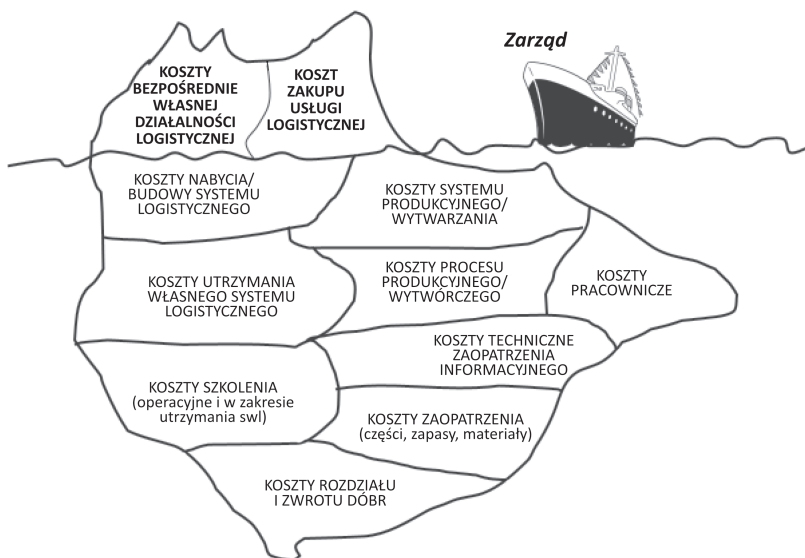 Zarząd
KOSZTY
BEZPOŚREDNIE
WŁASNEJ
DZIAŁALNOŚCI
LOGISTYCZNEJ
KOSZT
ZAKUPU
USŁUGI
LOGISTYCZNEJ
KOSZTY NABYCIA/
BUDOWY SYSTEMU
LOGISTYCZNEGO
KOSZTY SYSTEMU
PRODUKCYJNEGO/
WYTWARZANIA
KOSZTY UTRZYMANIA
WŁASNEGO SYSTEMU
LOGISTYCZNEGO
KOSZTY PROCESU
PRODUKCYJNEGO/
WYTWÓRCZEGO
KOSZTY
PRACOWNICZE
KOSZTY TECHNICZNE
ZAOPATRZENIA
INFORMACYJNEGO
KOSZTY SZKOLENIA
(operacyjne i w zakresie
utrzymania swl)
KOSZTY ZAOPATRZENIA
(części, zapasy, materiały)
KOSZTY ROZDZIAŁU
I ZWROTU DÓBR